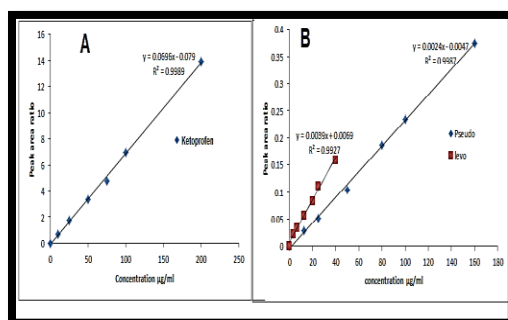 A
y = 0.0696x - 0.079
R² = 0.9989
Ketoprofen
Peak area ratio
16
14
12
10
8
6
4
2
0
0 50 100 150 200 250
Concentration µg/ml
B
y = 0.0024x - 0.0047
R² = 0.9987
y = 0.0039x + 0.0069
R² = 0.9927
Pseudo
levo
Peak area ratio
0.4
0.35
0.3
0.25
0.2
0.15
0.1
0.05
0
0 20 40 60 80 100 120 140 160 180
concentration µg/ml